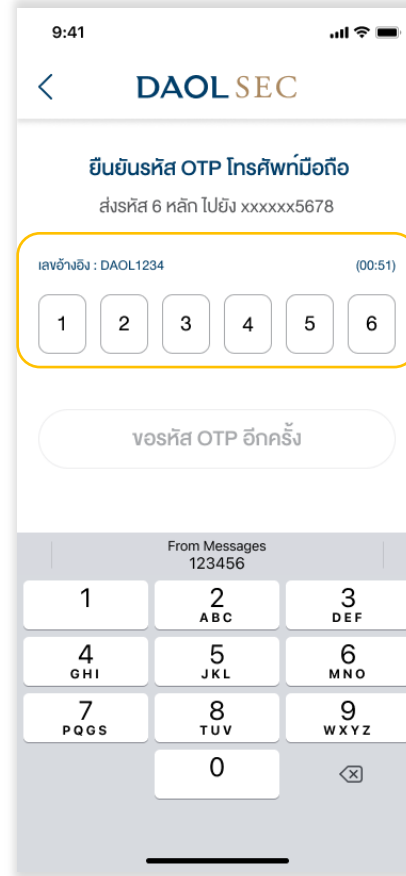 9:41
DAOL SEC
ยืนยันรหัส OTP โทรศัพท์มือถือ
ส่งรหัส 6 หลัก ไปยัง xxxxxx5678
เลขอ้างอิง : DAOL1234 (00:51)
1 2 3 4 5 6
ขอรหัส OTP อีกครั้ง
From Messages
123456
1 2 3
ABC DEF
4 5 6
GHI JKL MNO
7 8 9
PQGS TUV WXYZ
0